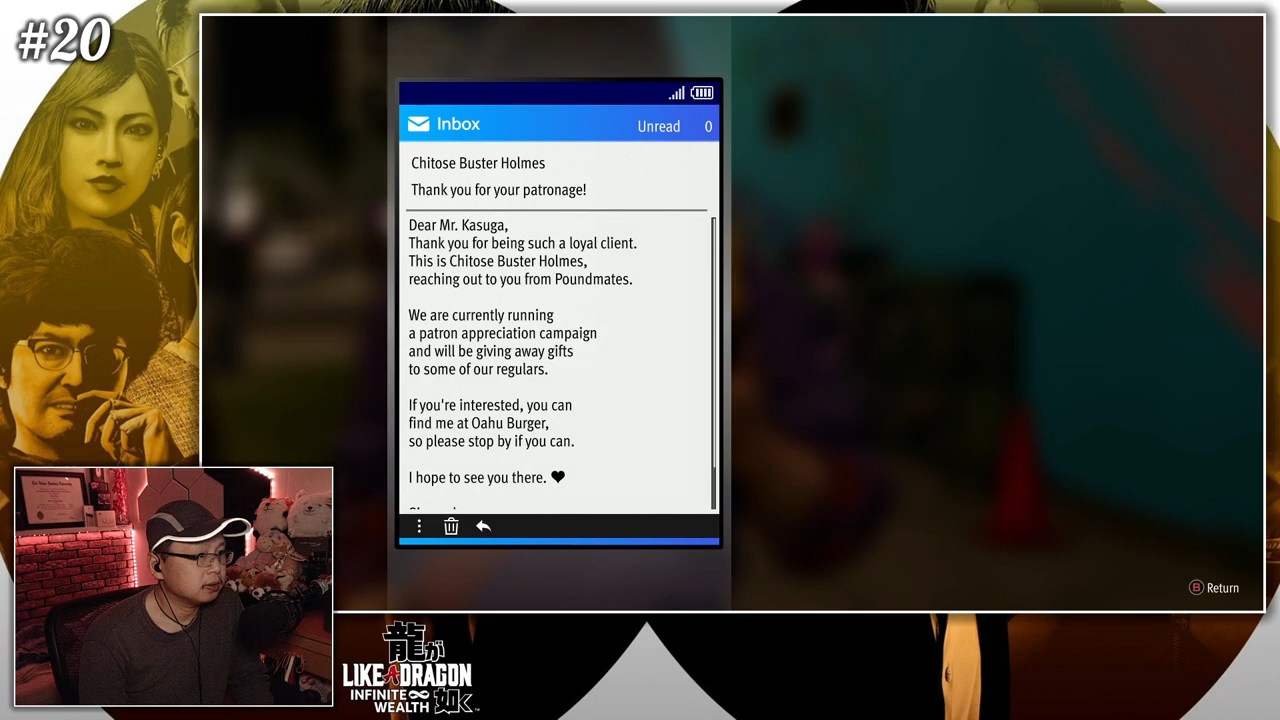 #20
Inbox
Unread 0
Chitose Buster Holmes
Thank you for your patronage!
Dear Mr. Kasuga,
Thank you for being such a loyal client.
This is Chitose Buster Holmes,
reaching out to you from Poundmates.
We are currently running
a patron appreciation campaign
and will be giving away gifts
to some of our regulars.
If you're interested, you can
find me at Oahu Burger,
so please stop by if you can.
I hope to see you there. ♥
B Return
龍が
LIKE A DRAGON
INFINITE
WEALTH 如く